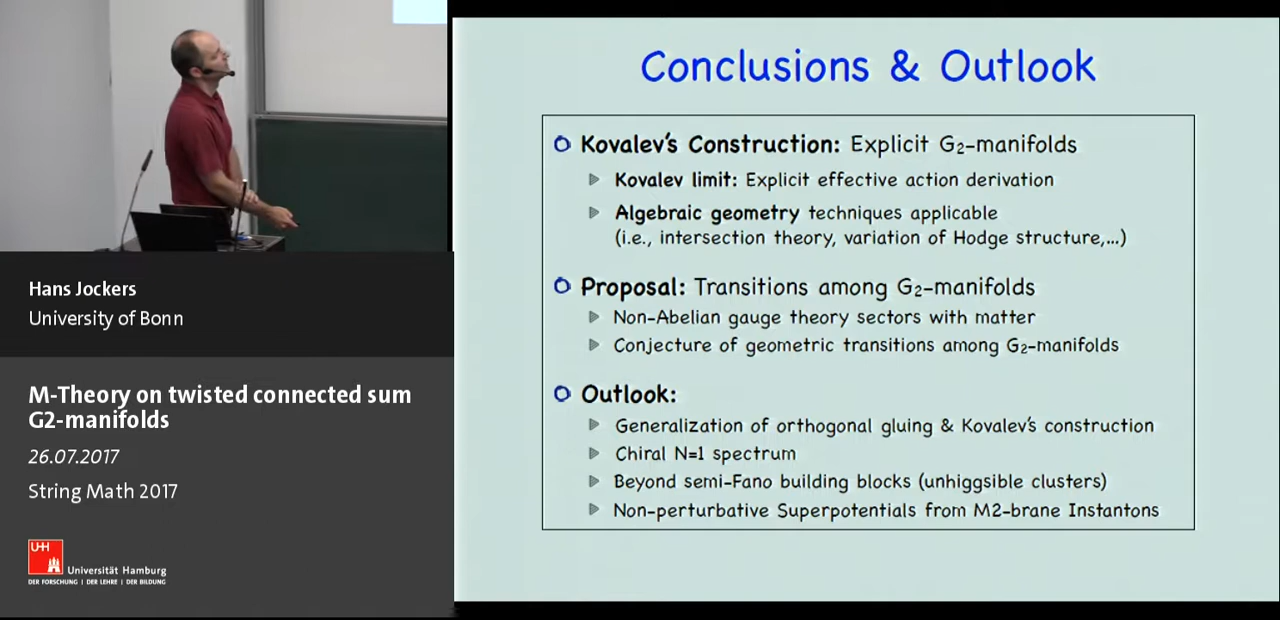 Conclusions & Outlook
Kovalev's Construction: Explicit G₂-manifolds
Kovalev limit: Explicit effective action derivation
Algebraic geometry techniques applicable
(i.e., intersection theory, variation of Hodge structure,...)
Proposal: Transitions among G₂-manifolds
Non-Abelian gauge theory sectors with matter
Conjecture of geometric transitions among G₂-manifolds
Outlook:
Generalization of orthogonal gluing & Kovalev's construction
Chiral N=1 spectrum
Beyond semi-Fano building blocks (unhiggsible clusters)
Non-perturbative Superpotentials from M2-brane Instantons
Hans Jockers
University of Bonn
M-Theory on twisted connected sum
G2-manifolds
26.07.2017
String Math 2017
UH
Universität Hamburg
DER FORSCHUNG | DER LEHRE | DER BILDUNG